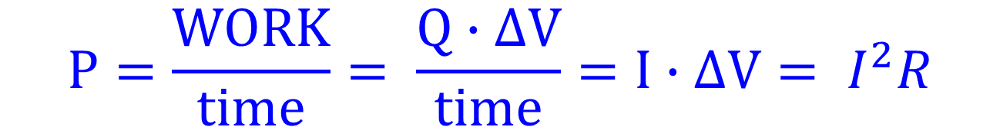 P = WORK/time = Q · ΔV/time = I · ΔV = I²R